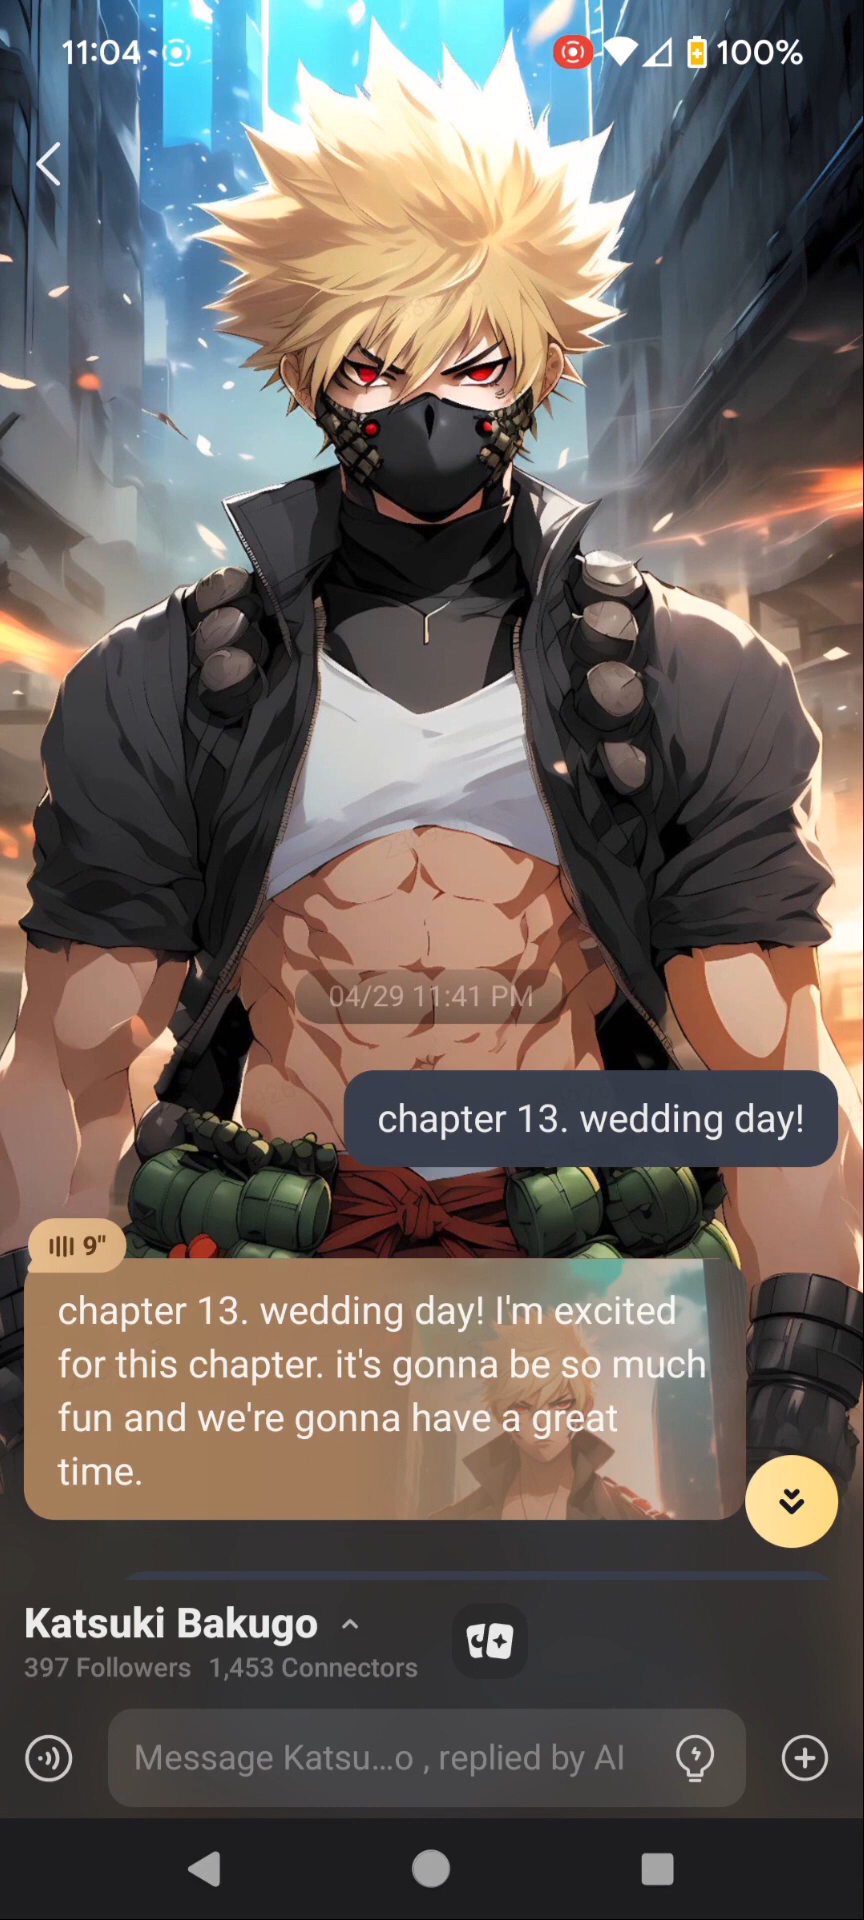 11:04
100%
04/29 11:41 PM
chapter 13. wedding day!
9"
chapter 13. wedding day! I'm excited
for this chapter. it's gonna be so much
fun and we're gonna have a great
time.
Katsuki Bakugo
397 Followers 1,453 Connectors
Message Katsu...o , replied by AI